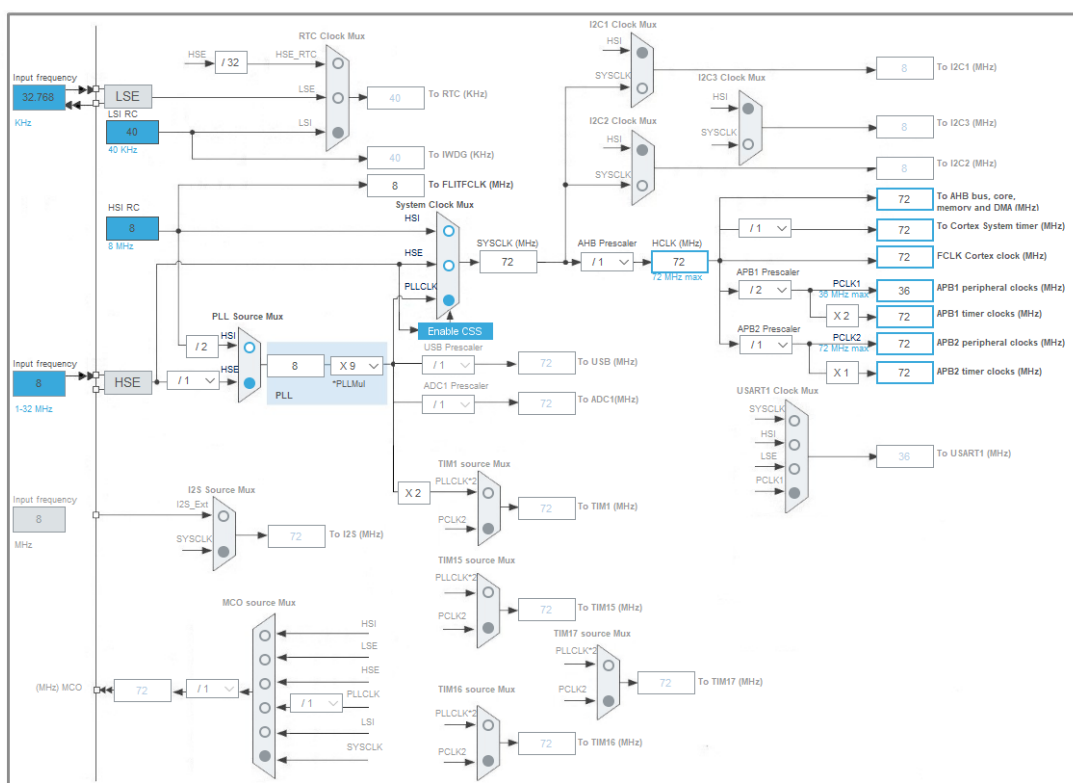 I2C1 Clock Mux
HSI
SYSCLK
8
To I2C1 (MHz)
RTC Clock Mux
HSE
/ 32
HSE_RTC
LSE
LSI
40
To RTC (KHz)
Input frequency
32.768
KHz
LSE
LSI RC
40
40 KHz
I2C3 Clock Mux
HSI
SYSCLK
8
To I2C3 (MHz)
I2C2 Clock Mux
HSI
SYSCLK
8
To I2C2 (MHz)
40
To IWDG (KHz)
8
To FLITFCLK (MHz)
HSI RC
8
8 MHz
System Clock Mux
HSI
HSE
PLLCLK
SYSCLK (MHz)
72
AHB Prescaler
/ 1
HCLK (MHz)
72
72 MHz max
72
To AHB bus, core,
memory and DMA (MHz)
/ 1
72
To Cortex System timer (MHz)
72
FCLK Cortex clock (MHz)
APB1 Prescaler
/ 2
PCLK1
36 MHz max
36
APB1 peripheral clocks (MHz)
X 2
72
APB1 timer clocks (MHz)
APB2 Prescaler
/ 1
PCLK2
72 MHz max
72
APB2 peripheral clocks (MHz)
X 1
72
APB2 timer clocks (MHz)
Enable CSS
PLL Source Mux
/ 2
HSI
HSE
Input frequency
8
1-32 MHz
HSE
/ 1
8
X 9
*PLLMul
PLL
USB Prescaler
/ 1
72
To USB (MHz)
ADC1 Prescaler
/ 1
72
To ADC1(MHz)
USART1 Clock Mux
SYSCLK
HSI
LSE
PCLK1
36
To USART1 (MHz)
Input frequency
8
MHz
I2S Source Mux
I2S_Ext
SYSCLK
72
To I2S (MHz)
X 2
TIM1 source Mux
PLLCLK*2
PCLK2
72
To TIM1 (MHz)
TIM15 source Mux
PLLCLK*2
PCLK2
72
To TIM15 (MHz)
MCO source Mux
HSI
LSE
HSE
PLLCLK
/ 1
LSI
SYSCLK
(MHz) MCO
72
/ 1
TIM17 source Mux
PLLCLK*2
PCLK2
72
To TIM17 (MHz)
TIM16 source Mux
PLLCLK*2
PCLK2
72
To TIM16 (MHz)